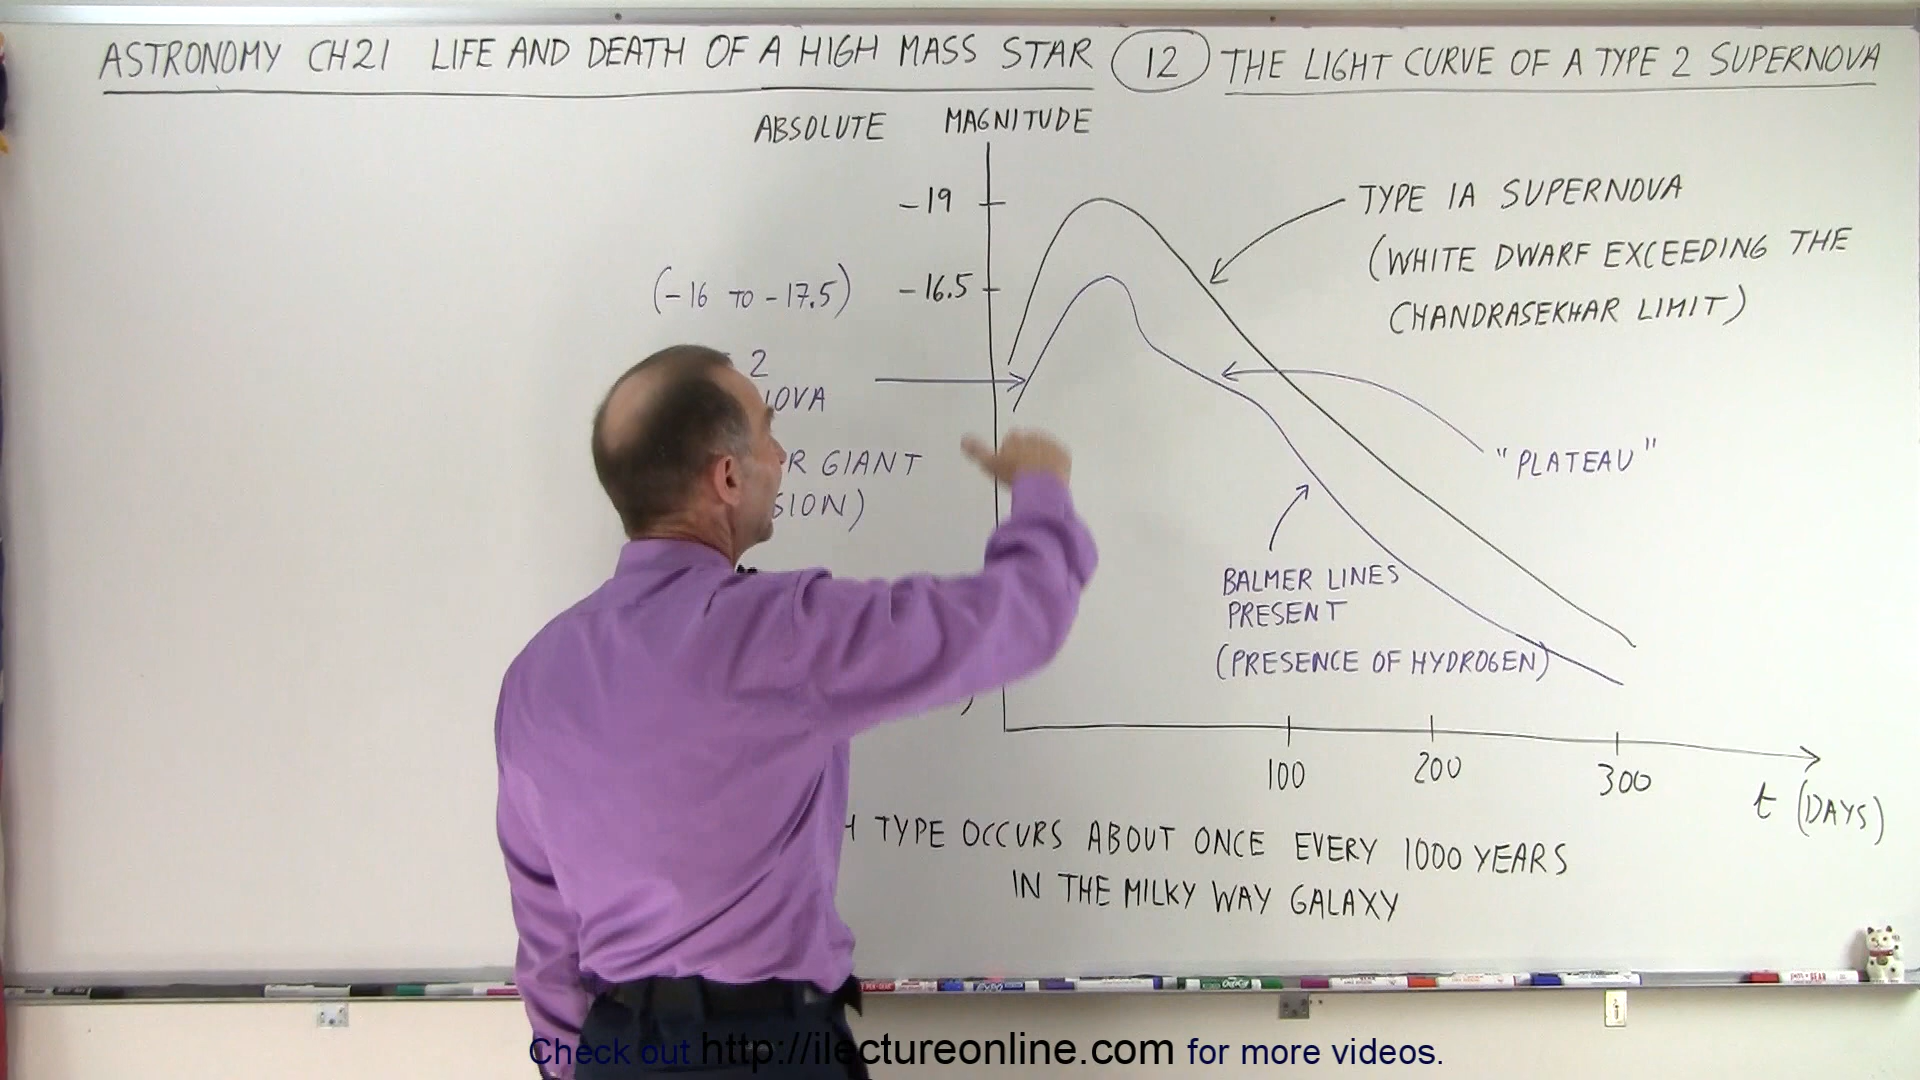 ASTRONOMY CH21 LIFE AND DEATH OF A HIGH MASS STAR 12 THE LIGHT CURVE OF A TYPE 2 SUPERNOVA
ABSOLUTE MAGNITUDE
-19
TYPE 1A SUPERNOVA
(WHITE DWARF EXCEEDING THE
CHANDRASEKHAR LIMIT)
(-16 TO -17.5)
-16.5
2
GIANT
"PLATEAU"
BALMER LINES
PRESENT
(PRESENCE OF HYDROGEN)
100 200 300
t (DAYS)
TYPE OCCURS ABOUT ONCE EVERY 1000 YEARS
IN THE MILKY WAY GALAXY
Check out http://ilectureonline.com for more videos.